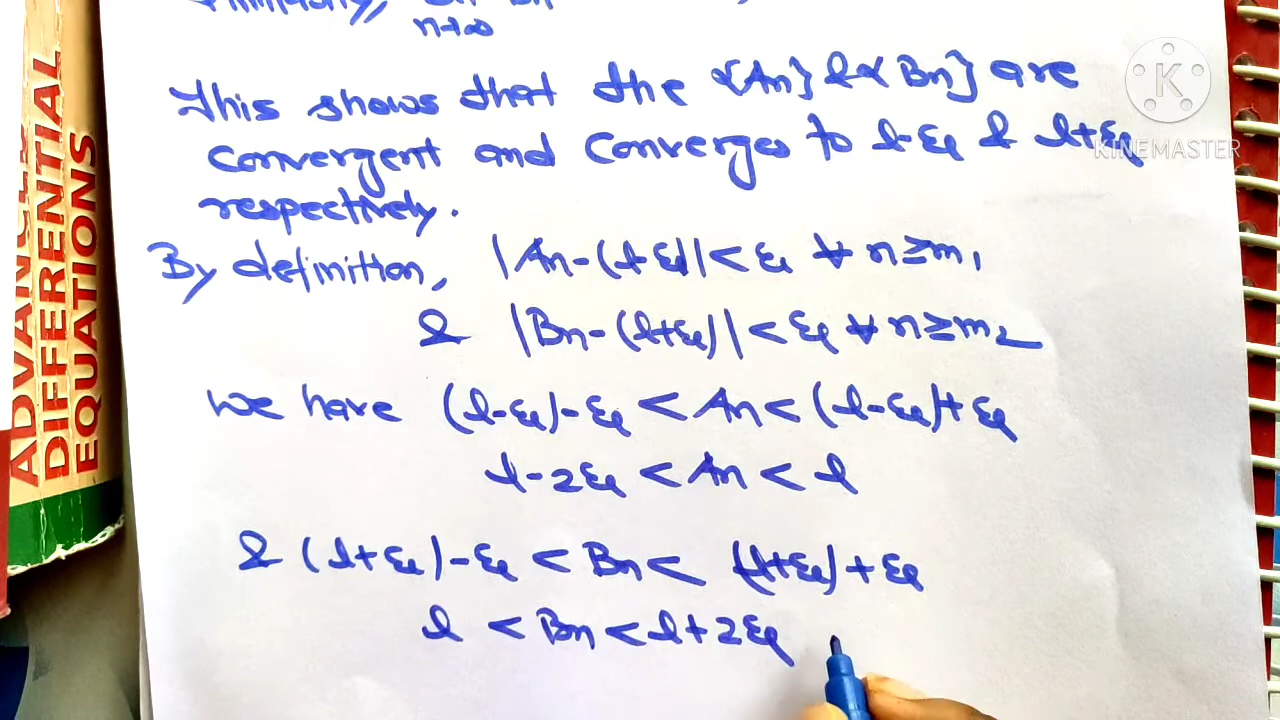 n→∞
This shows that the {An} & {Bn} are
convergent and converges to l-ε₁ & l+ε₁
respectively.
By definition, |An-(l-ε₁)|<ε₁ ∀ n≥m₁
& |Bn-(l+ε₁)|<ε₁ ∀ n≥m₂
we have (l-ε₁)-ε₁ < An < (l-ε₁)+ε₁
l-2ε₁ < An < l
& (l+ε₁)-ε₁ < Bn < (l+ε₁)+ε₁
l < Bn < l+2ε₁
DIFFERENTIAL
EQUATIONS
K
KINEMASTER